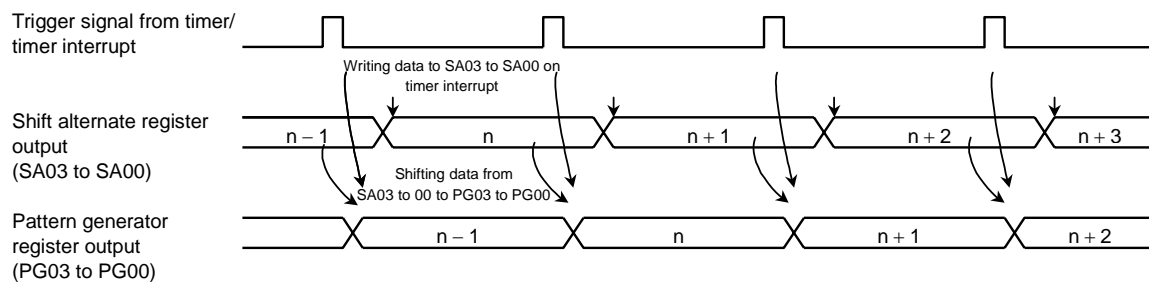 Trigger signal from timer/
timer interrupt
Writing data to SA03 to SA00 on
timer interrupt
Shift alternate register
output
(SA03 to SA00)
n − 1
n
n + 1
n + 2
n + 3
Shifting data from
SA03 to 00 to PG03 to PG00
Pattern generator
register output
(PG03 to PG00)
n − 1
n
n + 1
n + 2